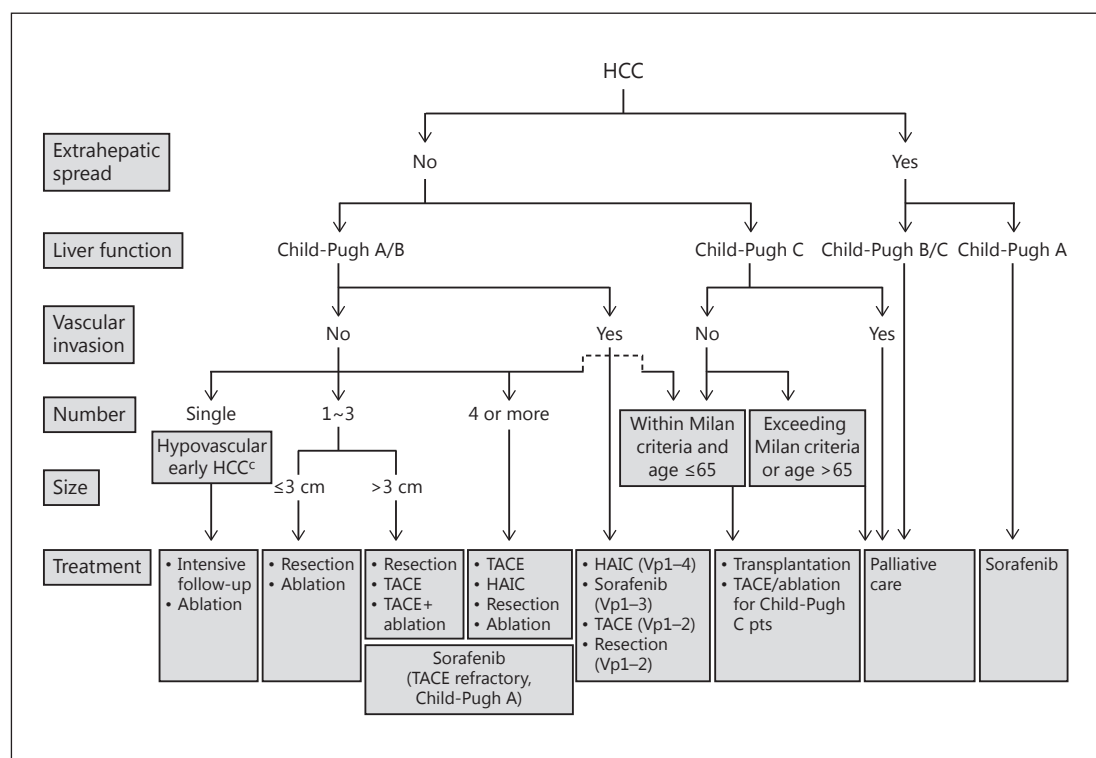 HCC
Extrahepatic
spread
No
Yes
Liver function
Child-Pugh A/B
Child-Pugh C
Child-Pugh B/C
Child-Pugh A
Vascular
invasion
No
Yes
No
Yes
Number
Single
1~3
4 or more
Within Milan
criteria and
age ≤65
Exceeding
Milan criteria
or age >65
Hypovascular
early HCCᶜ
Size
≤3 cm
>3 cm
Treatment
• Intensive
follow-up
• Ablation
• Resection
• Ablation
• Resection
• TACE
• TACE+
ablation
• TACE
• HAIC
• Resection
• Ablation
Sorafenib
(TACE refractory,
Child-Pugh A)
• HAIC (Vp1–4)
• Sorafenib
(Vp1–3)
• TACE (Vp1–2)
• Resection
(Vp1–2)
• Transplantation
• TACE/ablation
for Child-Pugh
C pts
Palliative
care
Sorafenib